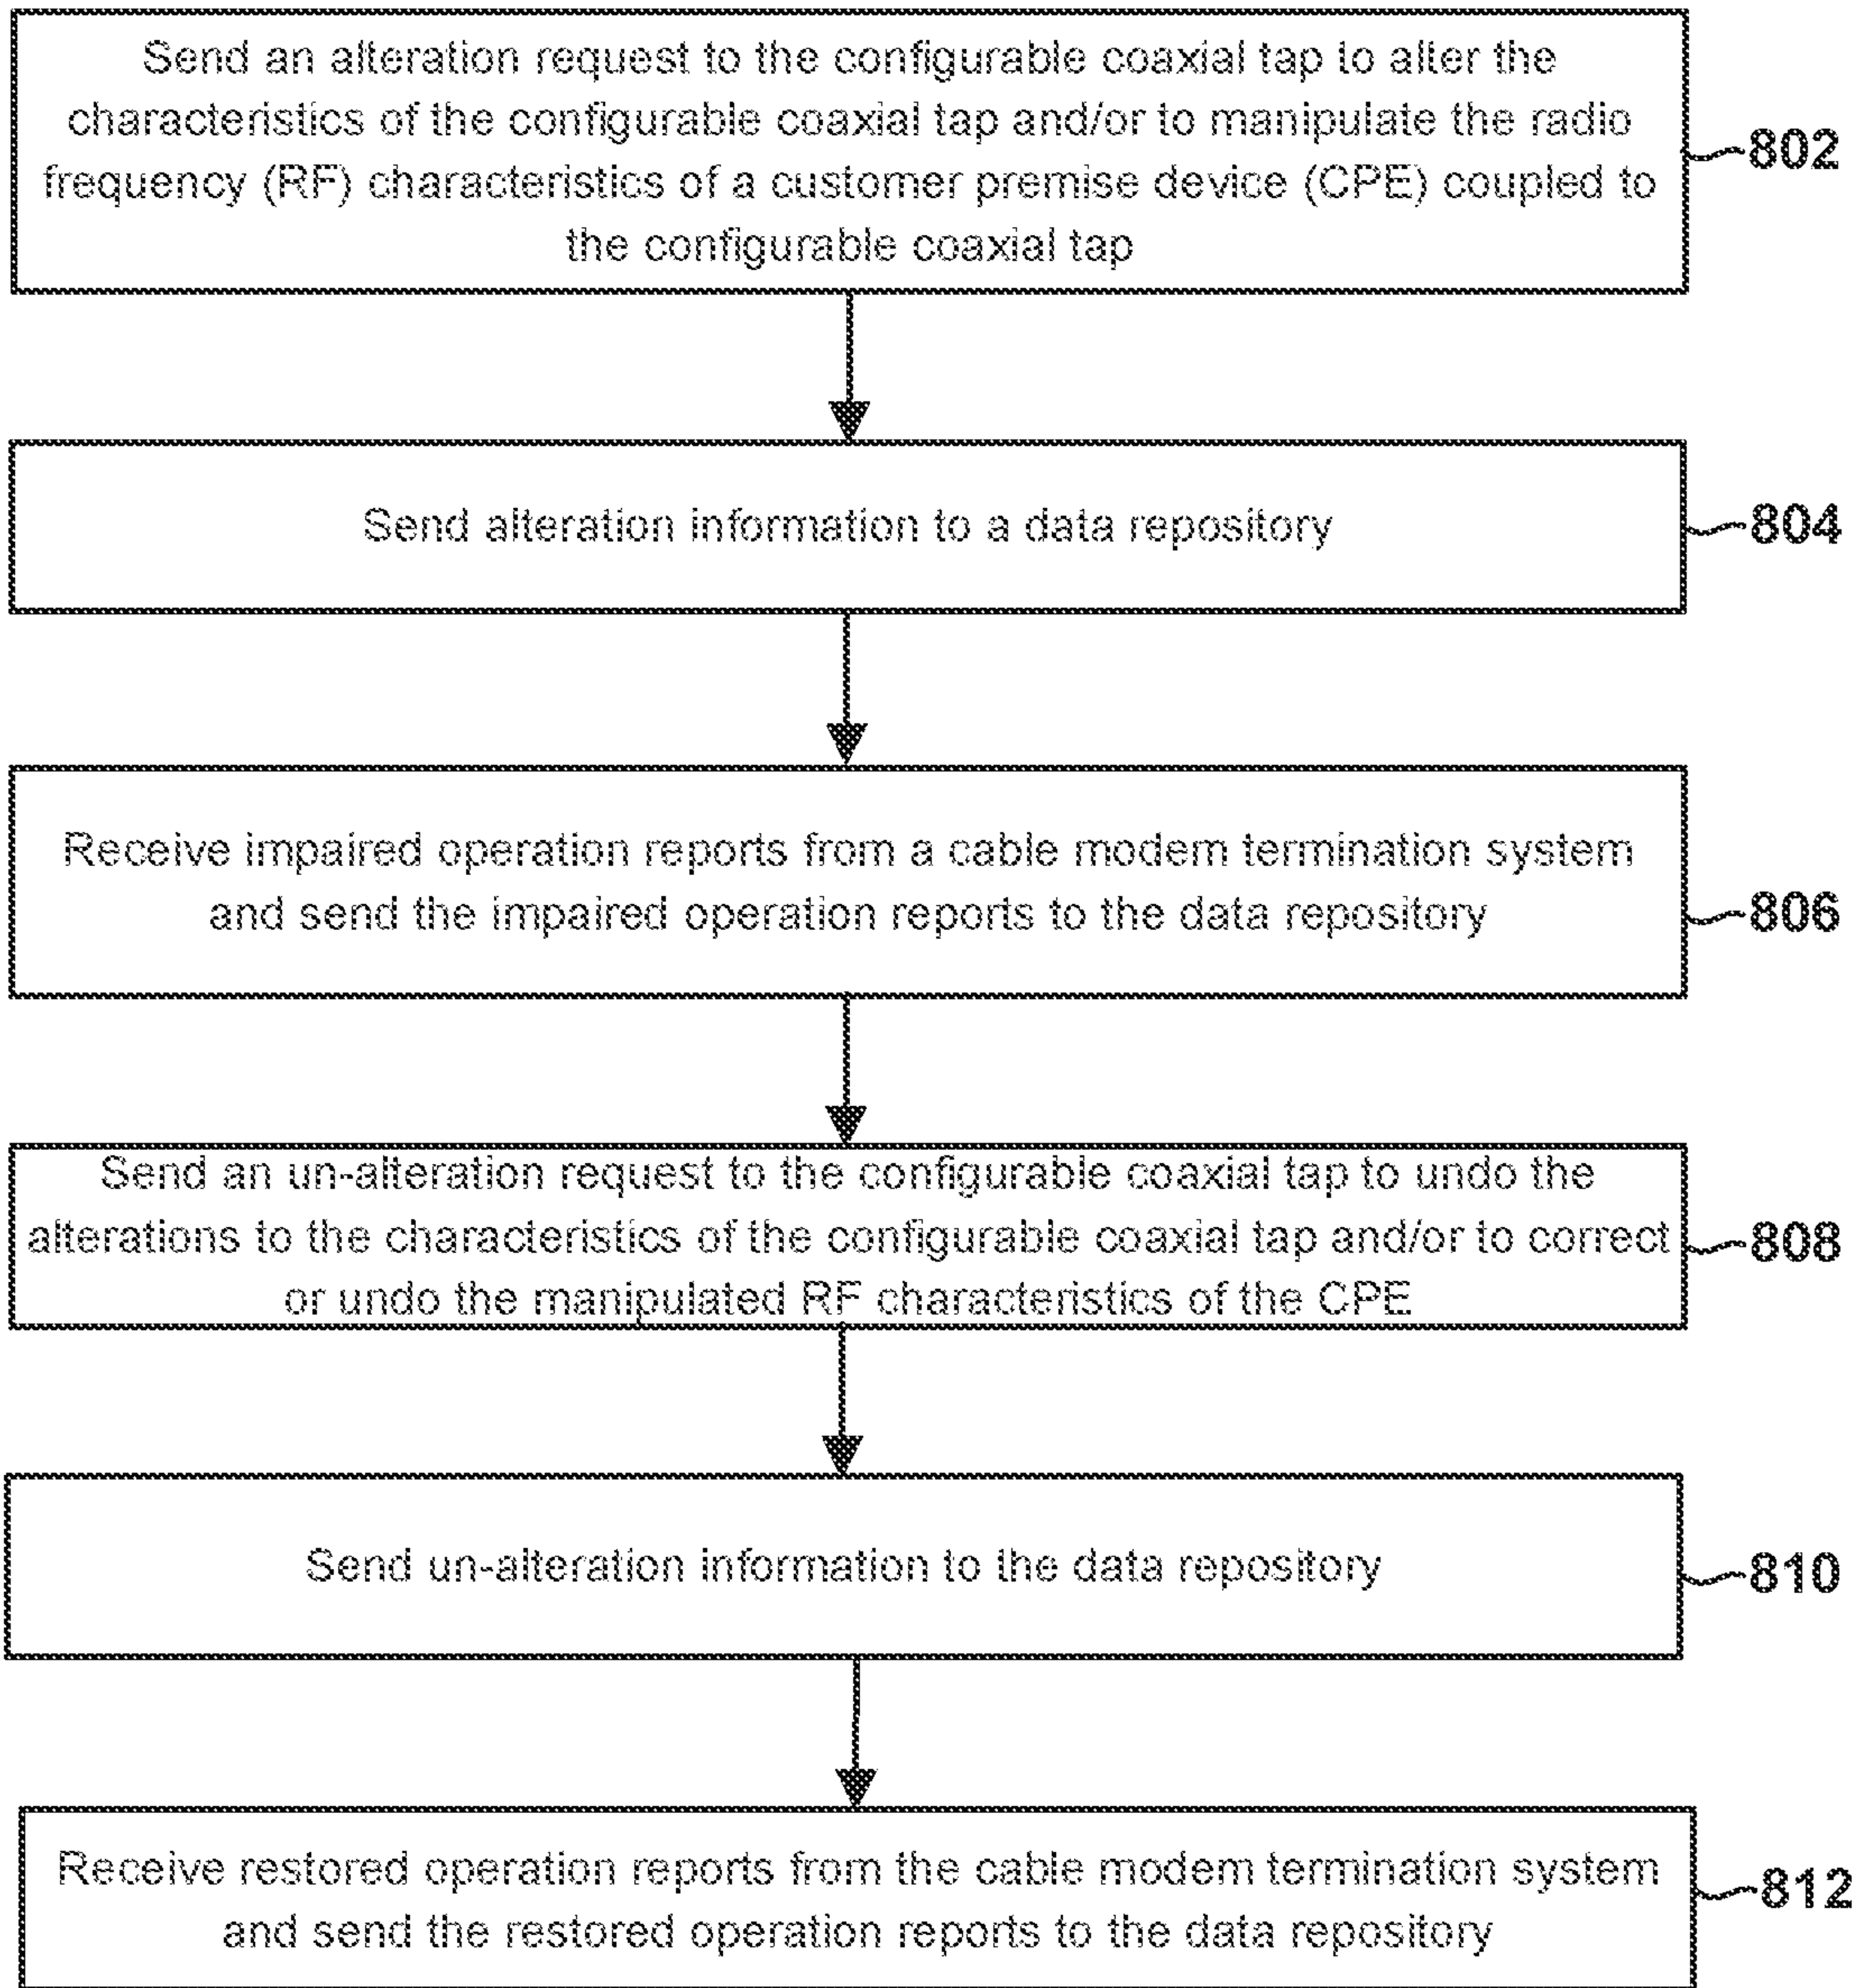 Send an alteration request to the configurable coaxial tap to alter the
characteristics of the configurable coaxial tap and/or to manipulate the radio
frequency (RF) characteristics of a customer premise device (CPE) coupled to
the configurable coaxial tap
802
Send alteration information to a data repository
804
Receive impaired operation reports from a cable modem termination system
and send the impaired operation reports to the data repository
806
Send an un-alteration request to the configurable coaxial tap to undo the
alterations to the characteristics of the configurable coaxial tap and/or to correct
or undo the manipulated RF characteristics of the CPE
808
Send un-alteration information to the data repository
810
Receive restored operation reports from the cable modem termination system
and send the restored operation reports to the data repository
812